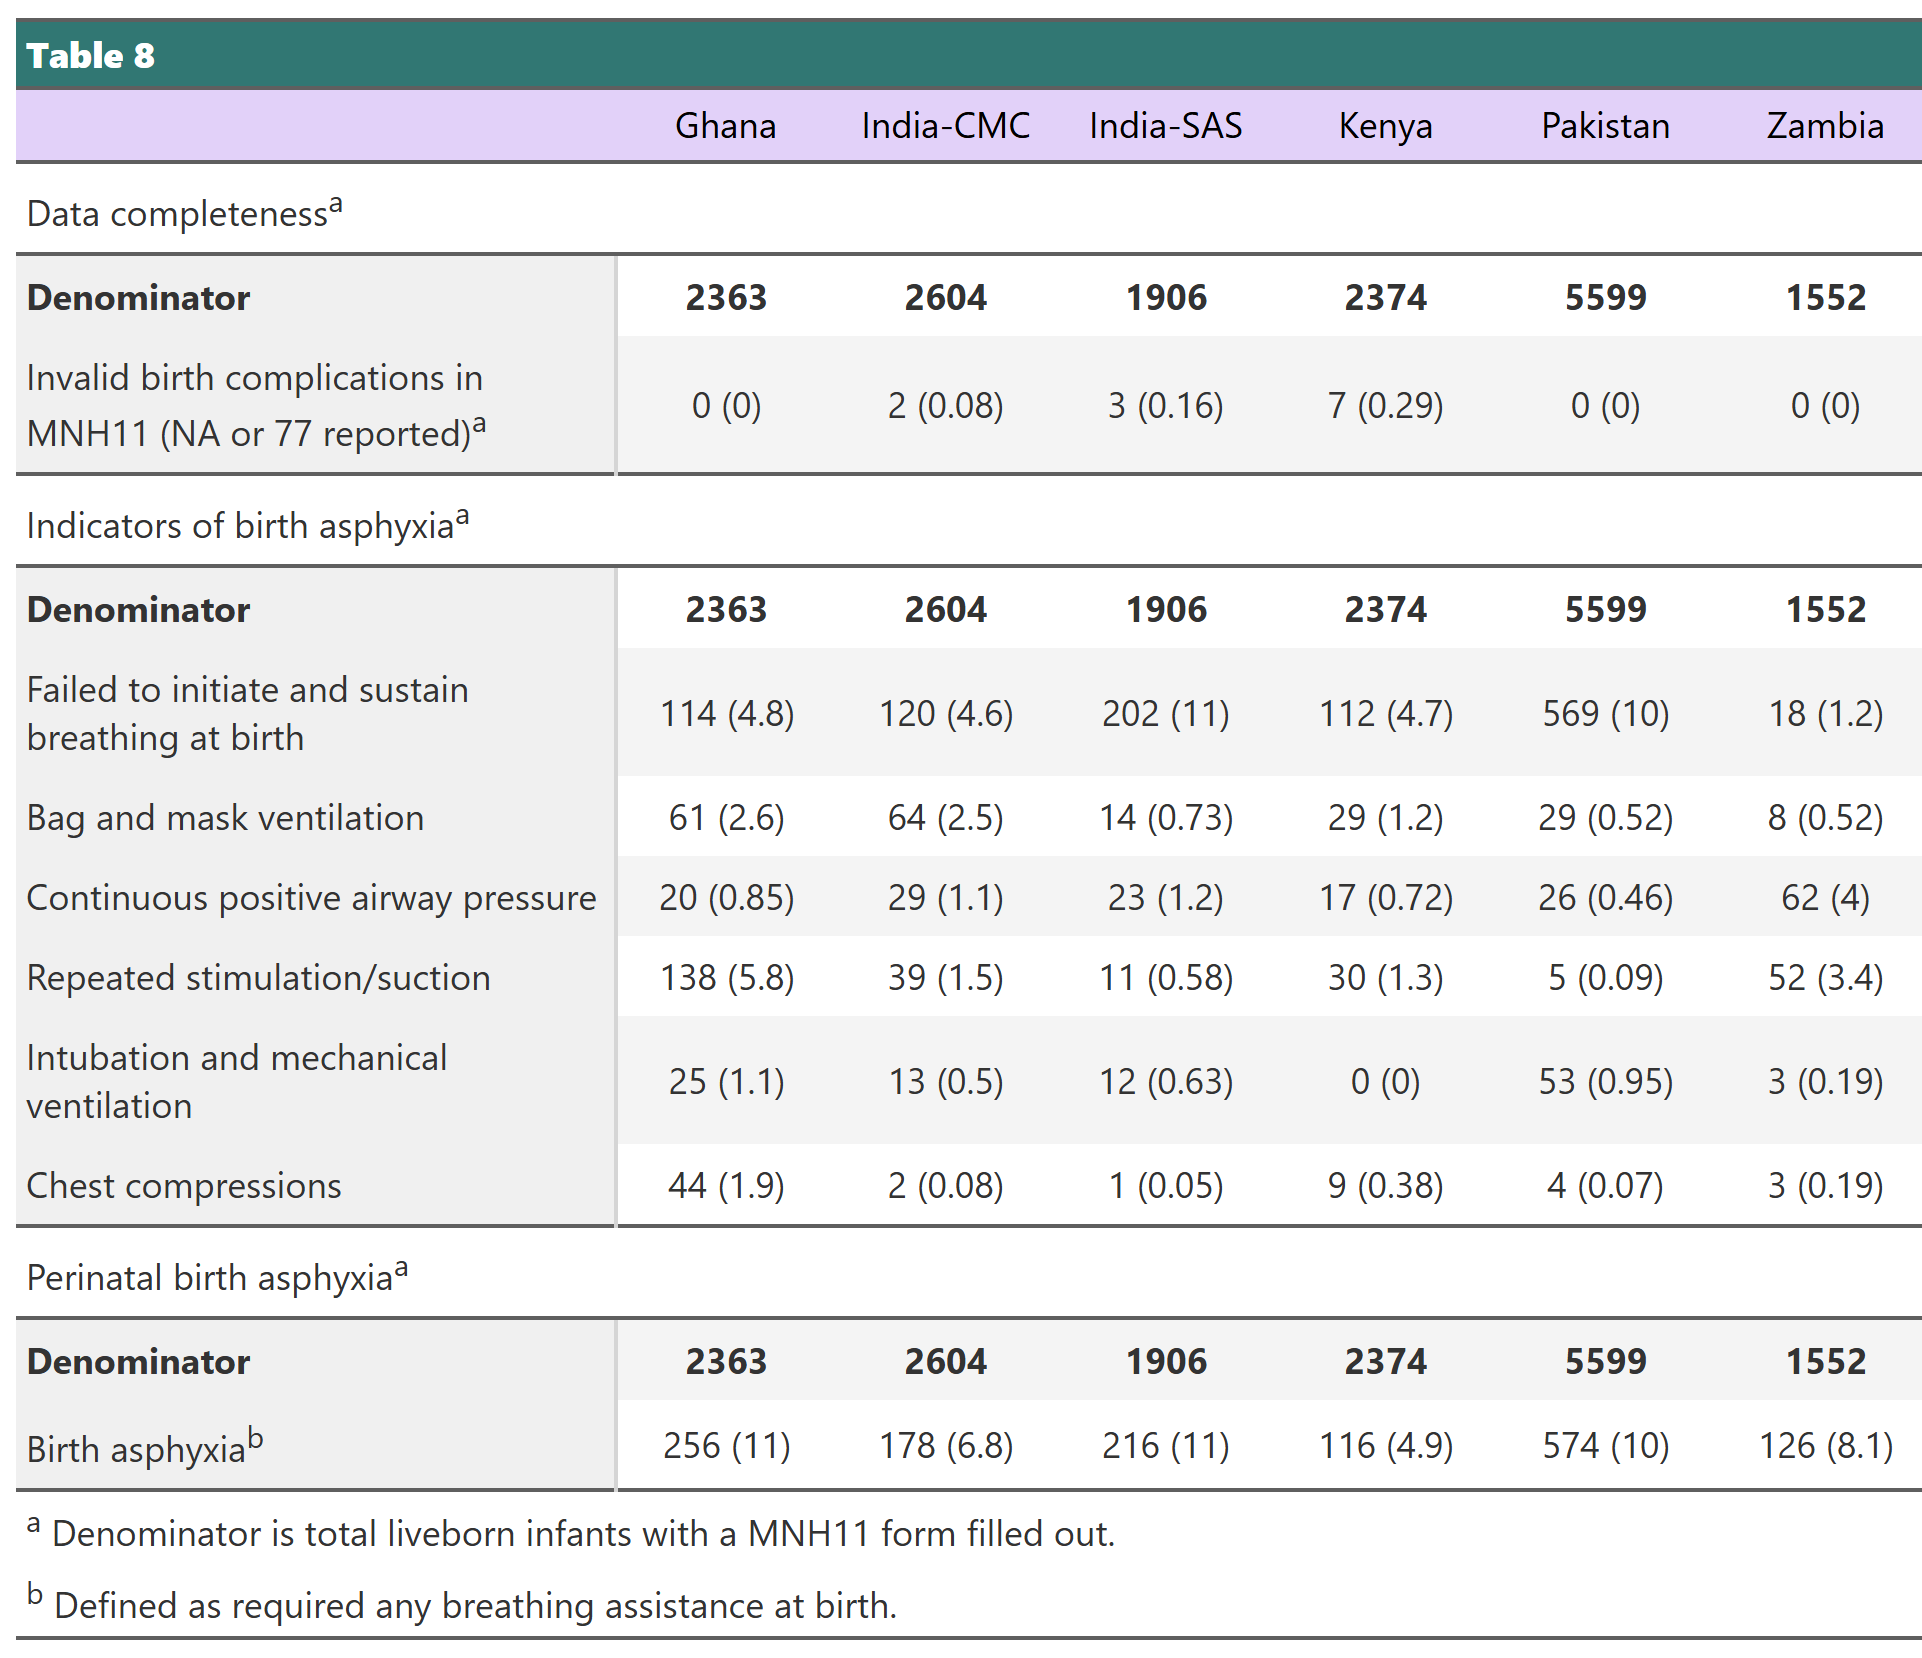 Table 8
Ghana India-CMC India-SAS Kenya Pakistan Zambia
Data completenessᵃ
Denominator 2363 2604 1906 2374 5599 1552
Invalid birth complications in
MNH11 (NA or 77 reported)ᵃ 0 (0) 2 (0.08) 3 (0.16) 7 (0.29) 0 (0) 0 (0)
Indicators of birth asphyxiaᵃ
Denominator 2363 2604 1906 2374 5599 1552
Failed to initiate and sustain
breathing at birth 114 (4.8) 120 (4.6) 202 (11) 112 (4.7) 569 (10) 18 (1.2)
Bag and mask ventilation 61 (2.6) 64 (2.5) 14 (0.73) 29 (1.2) 29 (0.52) 8 (0.52)
Continuous positive airway pressure 20 (0.85) 29 (1.1) 23 (1.2) 17 (0.72) 26 (0.46) 62 (4)
Repeated stimulation/suction 138 (5.8) 39 (1.5) 11 (0.58) 30 (1.3) 5 (0.09) 52 (3.4)
Intubation and mechanical
ventilation 25 (1.1) 13 (0.5) 12 (0.63) 0 (0) 53 (0.95) 3 (0.19)
Chest compressions 44 (1.9) 2 (0.08) 1 (0.05) 9 (0.38) 4 (0.07) 3 (0.19)
Perinatal birth asphyxiaᵃ
Denominator 2363 2604 1906 2374 5599 1552
Birth asphyxiaᵇ 256 (11) 178 (6.8) 216 (11) 116 (4.9) 574 (10) 126 (8.1)
ᵃ Denominator is total liveborn infants with a MNH11 form filled out.
ᵇ Defined as required any breathing assistance at birth.